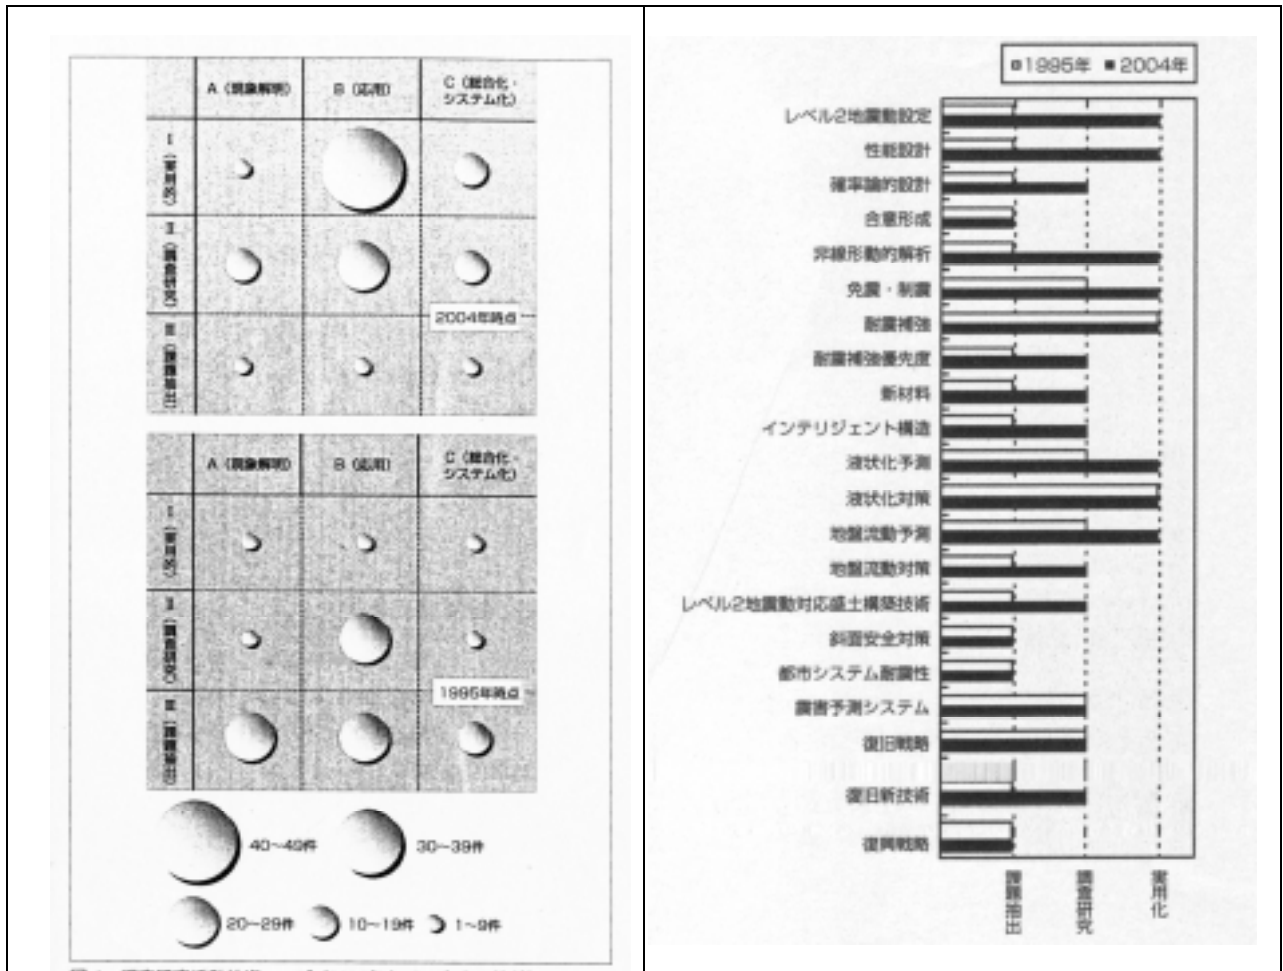 A（現象解明）
B（応用）
C（総合化・
システム化）
Ⅰ（実用的）
Ⅱ（調査研究）
2004年時点
Ⅲ（課題抽出）
A（現象解明）
B（応用）
C（総合化・
システム化）
Ⅰ（実用的）
Ⅱ（調査研究）
1995年時点
Ⅲ（課題抽出）
40〜49件
30〜39件
20〜29件
10〜19件
1〜9件
1995年
2004年
レベル2地震動設定
性能設計
確率論的設計
合意形成
非線形動的解析
免震・制震
耐震補強
耐震補強優先度
新材料
インテリジェント構造
液状化予測
液状化対策
地盤流動予測
地盤流動対策
レベル2地震動対応盛土構築技術
斜面安全対策
都市システム耐震性
震害予測システム
復旧戦略
復旧新技術
復興戦略
課題抽出
調査研究
実用化